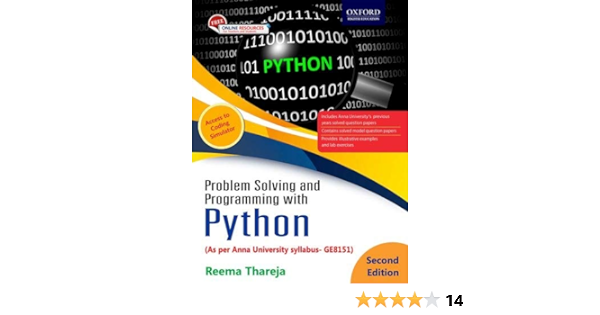 FREE
ONLINE RESOURCES
OXFORD
HIGHER EDUCATION
PYTHON
Access to
Coding
Simulator
Includes Anna University's previous
years solved question papers
Contains solved model question papers
Provides illustrative examples
and lab exercises
Problem Solving and
Programming with
Python
(As per Anna University syllabus- GE8151)
Reema Thareja
Second
Edition
14